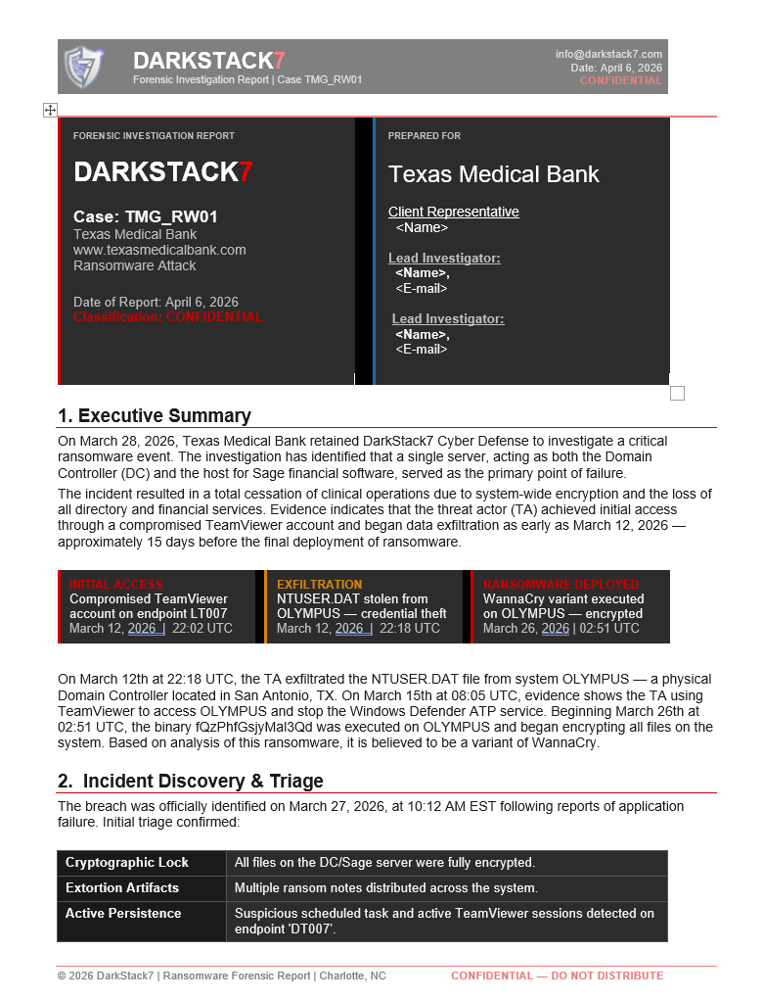 DARKSTACK7
Forensic Investigation Report | Case TMG_RW01
info@darkstack7.com
Date: April 6, 2026
CONFIDENTIAL
FORENSIC INVESTIGATION REPORT
DARKSTACK7
Case: TMG_RW01
Texas Medical Bank
www.texasmedicalbank.com
Ransomware Attack
Date of Report: April 6, 2026
Classification: CONFIDENTIAL
PREPARED FOR
Texas Medical Bank
Client Representative
<Name>
Lead Investigator:
<Name>,
<E-mail>
Lead Investigator:
<Name>,
<E-mail>
1. Executive Summary
On March 28, 2026, Texas Medical Bank retained DarkStack7 Cyber Defense to investigate a critical
ransomware event. The investigation has identified that a single server, acting as both the Domain
Controller (DC) and the host for Sage financial software, served as the primary point of failure.
The incident resulted in a total cessation of clinical operations due to system-wide encryption and the loss of
all directory and financial services. Evidence indicates that the threat actor (TA) achieved initial access
through a compromised TeamViewer account and began data exfiltration as early as March 12, 2026 —
approximately 15 days before the final deployment of ransomware.
INITIAL ACCESS
Compromised TeamViewer
account on endpoint LT007
March 12, 2026 | 22:02 UTC
EXFILTRATION
NTUSER.DAT stolen from
OLYMPUS — credential theft
March 12, 2026 | 22:18 UTC
RANSOMWARE DEPLOYED
WannaCry variant executed
on OLYMPUS — encrypted
March 26, 2026 | 02:51 UTC
On March 12th at 22:18 UTC, the TA exfiltrated the NTUSER.DAT file from system OLYMPUS — a physical
Domain Controller located in San Antonio, TX. On March 15th at 08:05 UTC, evidence shows the TA using
TeamViewer to access OLYMPUS and stop the Windows Defender ATP service. Beginning March 26th at
02:51 UTC, the binary fQzPhfGsjyMal3Qd was executed on OLYMPUS and began encrypting all files on the
system. Based on analysis of this ransomware, it is believed to be a variant of WannaCry.
2. Incident Discovery & Triage
The breach was officially identified on March 27, 2026, at 10:12 AM EST following reports of application
failure. Initial triage confirmed:
Cryptographic Lock
All files on the DC/Sage server were fully encrypted.
Extortion Artifacts
Multiple ransom notes distributed across the system.
Active Persistence
Suspicious scheduled task and active TeamViewer sessions detected on
endpoint 'DT007'.
© 2026 DarkStack7 | Ransomware Forensic Report | Charlotte, NC
CONFIDENTIAL — DO NOT DISTRIBUTE